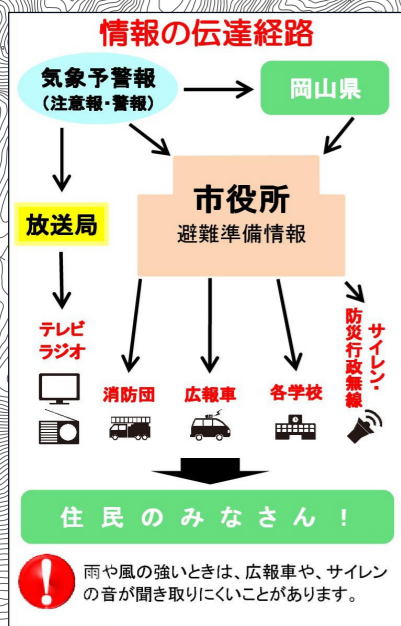 情報の伝達経路
気象予警報
(注意報・警報)
岡山県
市役所
避難準備情報
放送局
テレビ
ラジオ
消防団
広報車
各学校
サイレン・
防災行政無線
住民のみなさん!
雨や風の強いときは、広報車や、サイレン
の音が聞き取りにくいことがあります。